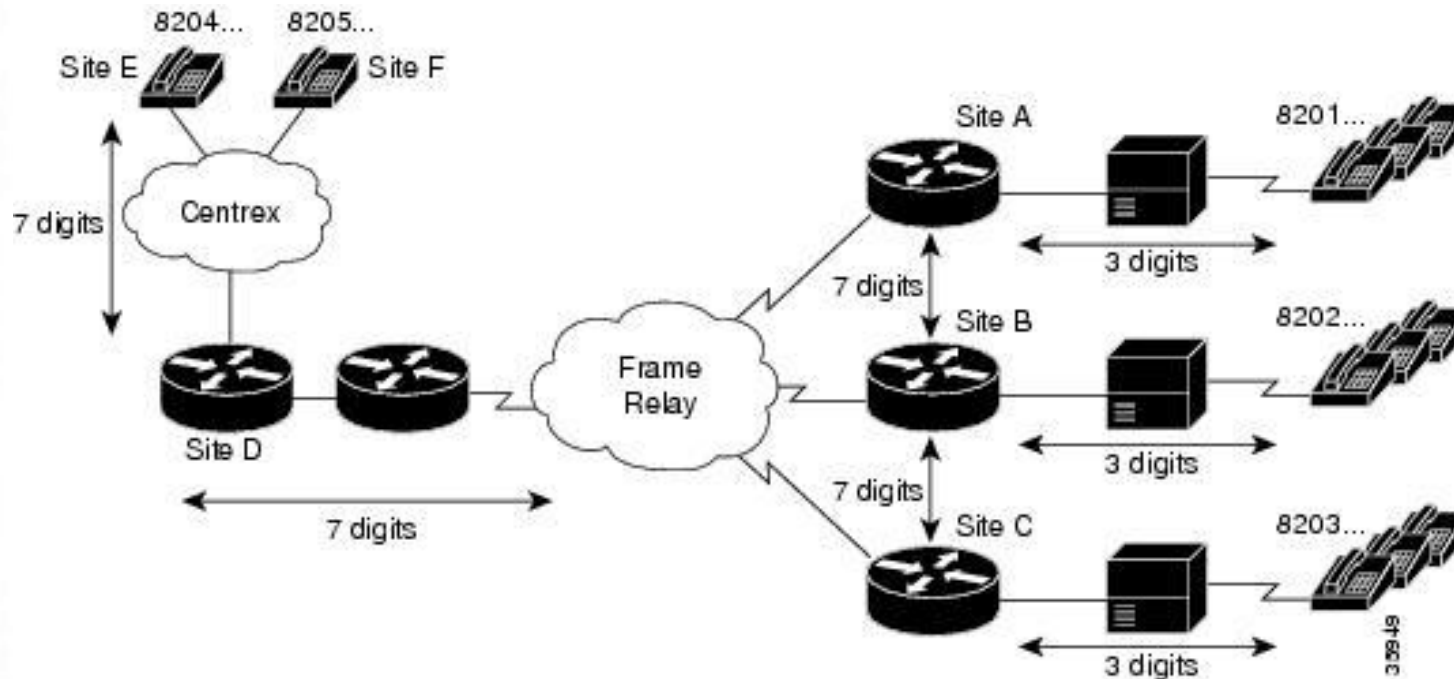 8204...
8205...
Site E
Site F
Centrex
7 digits
Site D
7 digits
Frame
Relay
Site A
8201...
3 digits
7 digits
Site B
8202...
3 digits
7 digits
Site C
8203...
3 digits
35949